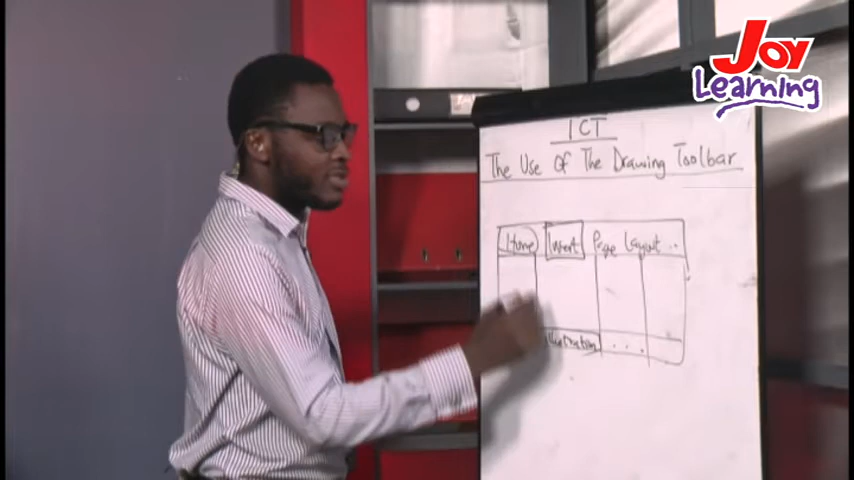 Joy
Learning
ICT
The Use Of The Drawing Toolbar
Home Insert Page Layout ..
Illustration . . .